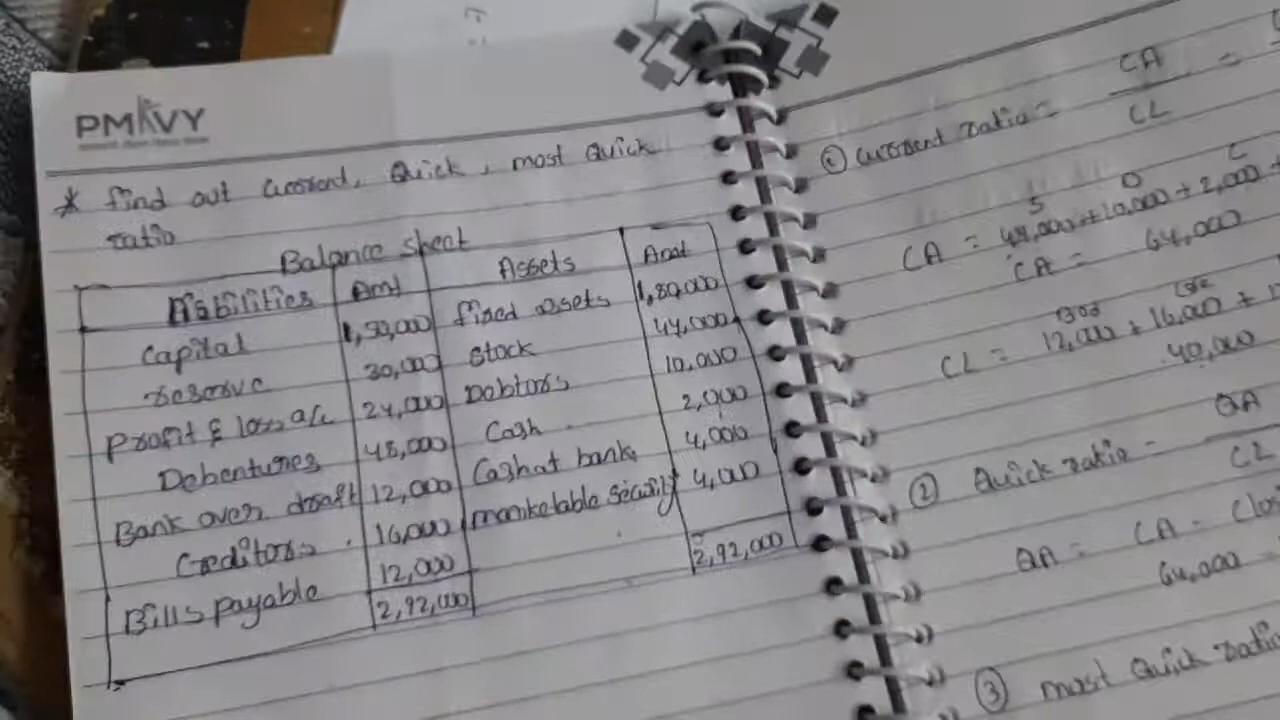 PMAVY
* find out current, Quick, most Quick
ratio
Balance sheet
Liabilities Amt Assets Amt
Capital 1,50,000 fixed assets 1,80,000
reserve 30,000 Stock 44,000
Profit & loss a/c 24,000 Debtors 10,000
Debentures 48,000 Cash 2,000
Bank over draft 12,000 Cash at bank 4,000
Creditors 16,000 marketable security 4,000
Bills payable 12,000
2,92,000 2,92,000
① current ratio = CA / CL =
S D C
CA = 44,000 + 10,000 + 2,000 +
CA = 64,000
BOD Cre
CL = 12,000 + 16,000 + 1
40,000
② Quick ratio = QA / CL
QA = CA - Clos
64,000 -
③ most Quick ratio